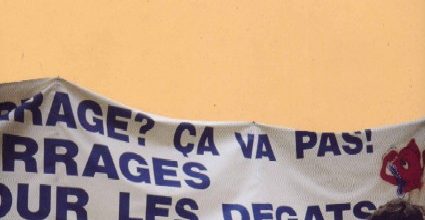 RRAGE? ÇA VA PAS!
RRAGES
OUR LES DEGATS